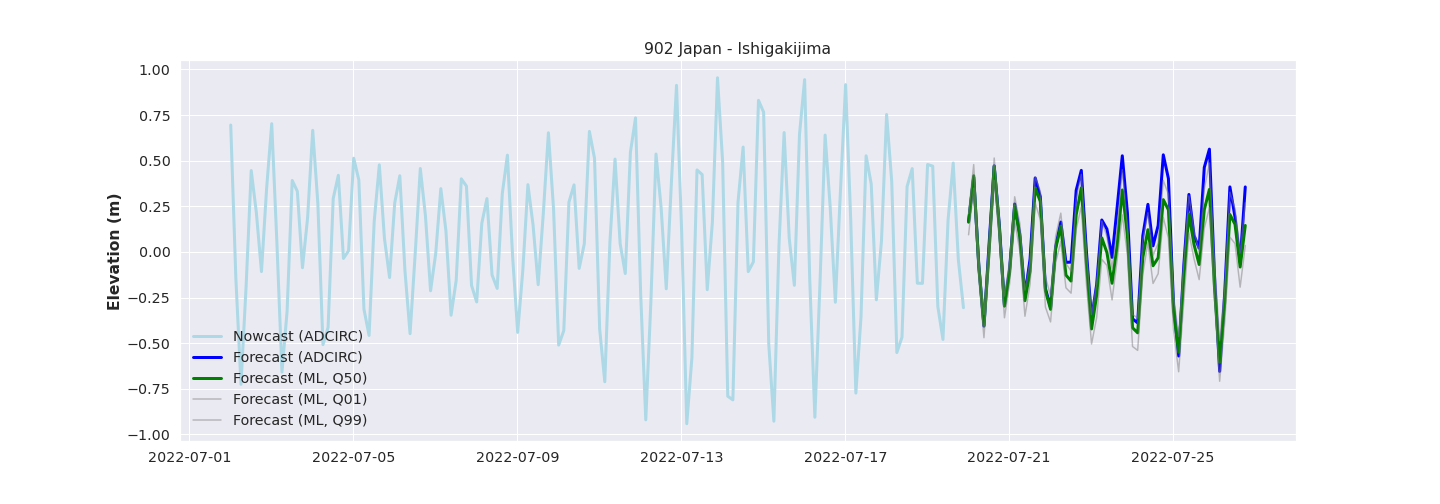 902 Japan - Ishigakijima
Elevation (m)
1.00
0.75
0.50
0.25
0.00
−0.25
−0.50
−0.75
−1.00
Nowcast (ADCIRC)
Forecast (ADCIRC)
Forecast (ML, Q50)
Forecast (ML, Q01)
Forecast (ML, Q99)
2022-07-01 2022-07-05 2022-07-09 2022-07-13 2022-07-17 2022-07-21 2022-07-25